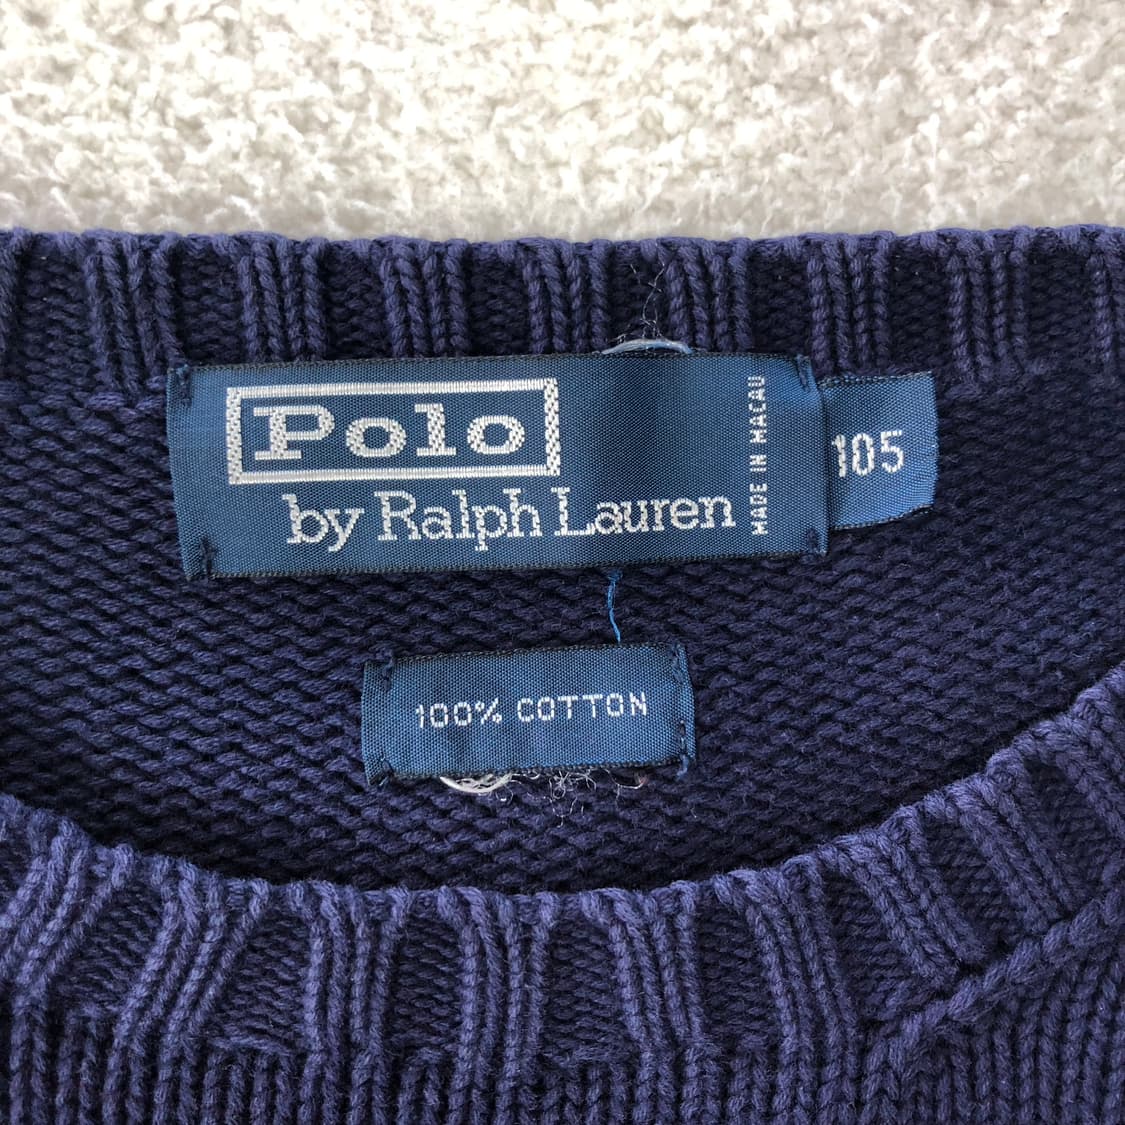 Polo
by Ralph Lauren
MADE IN MACAU
105
100% COTTON